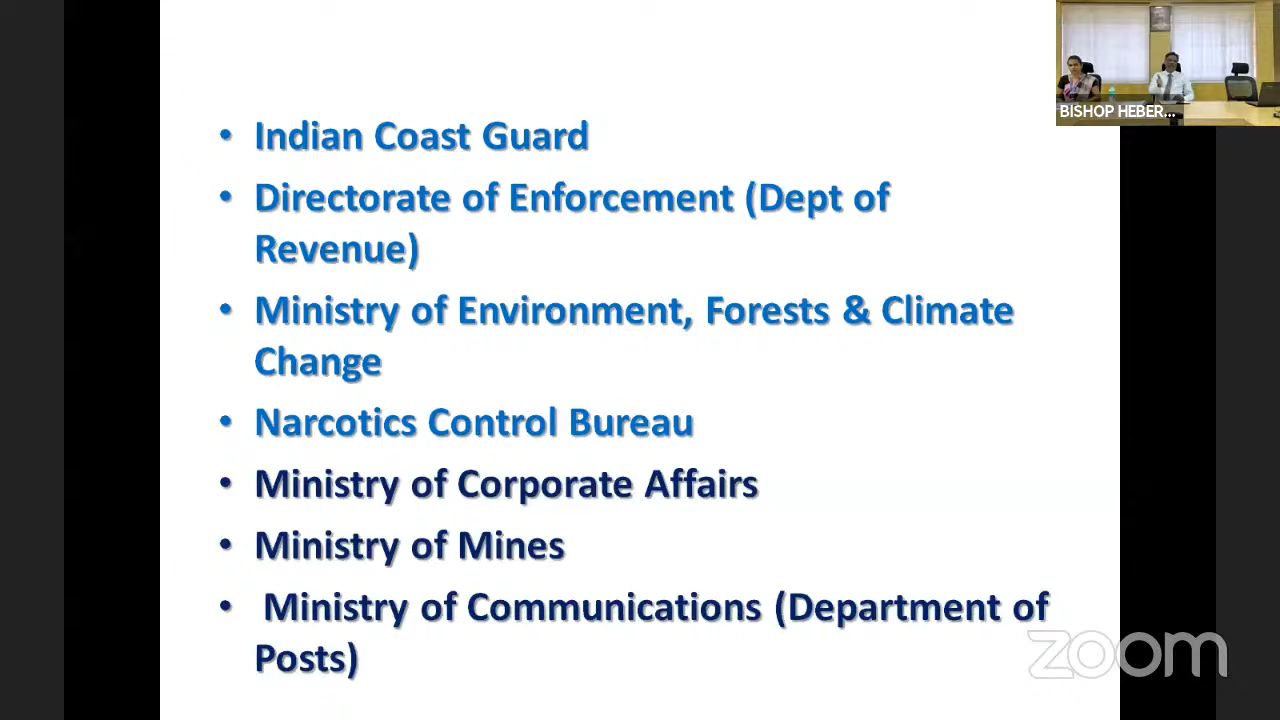 BISHOP HEBER...
• Indian Coast Guard
• Directorate of Enforcement (Dept of
Revenue)
• Ministry of Environment, Forests & Climate
Change
• Narcotics Control Bureau
• Ministry of Corporate Affairs
• Ministry of Mines
• Ministry of Communications (Department of
Posts)
zoom